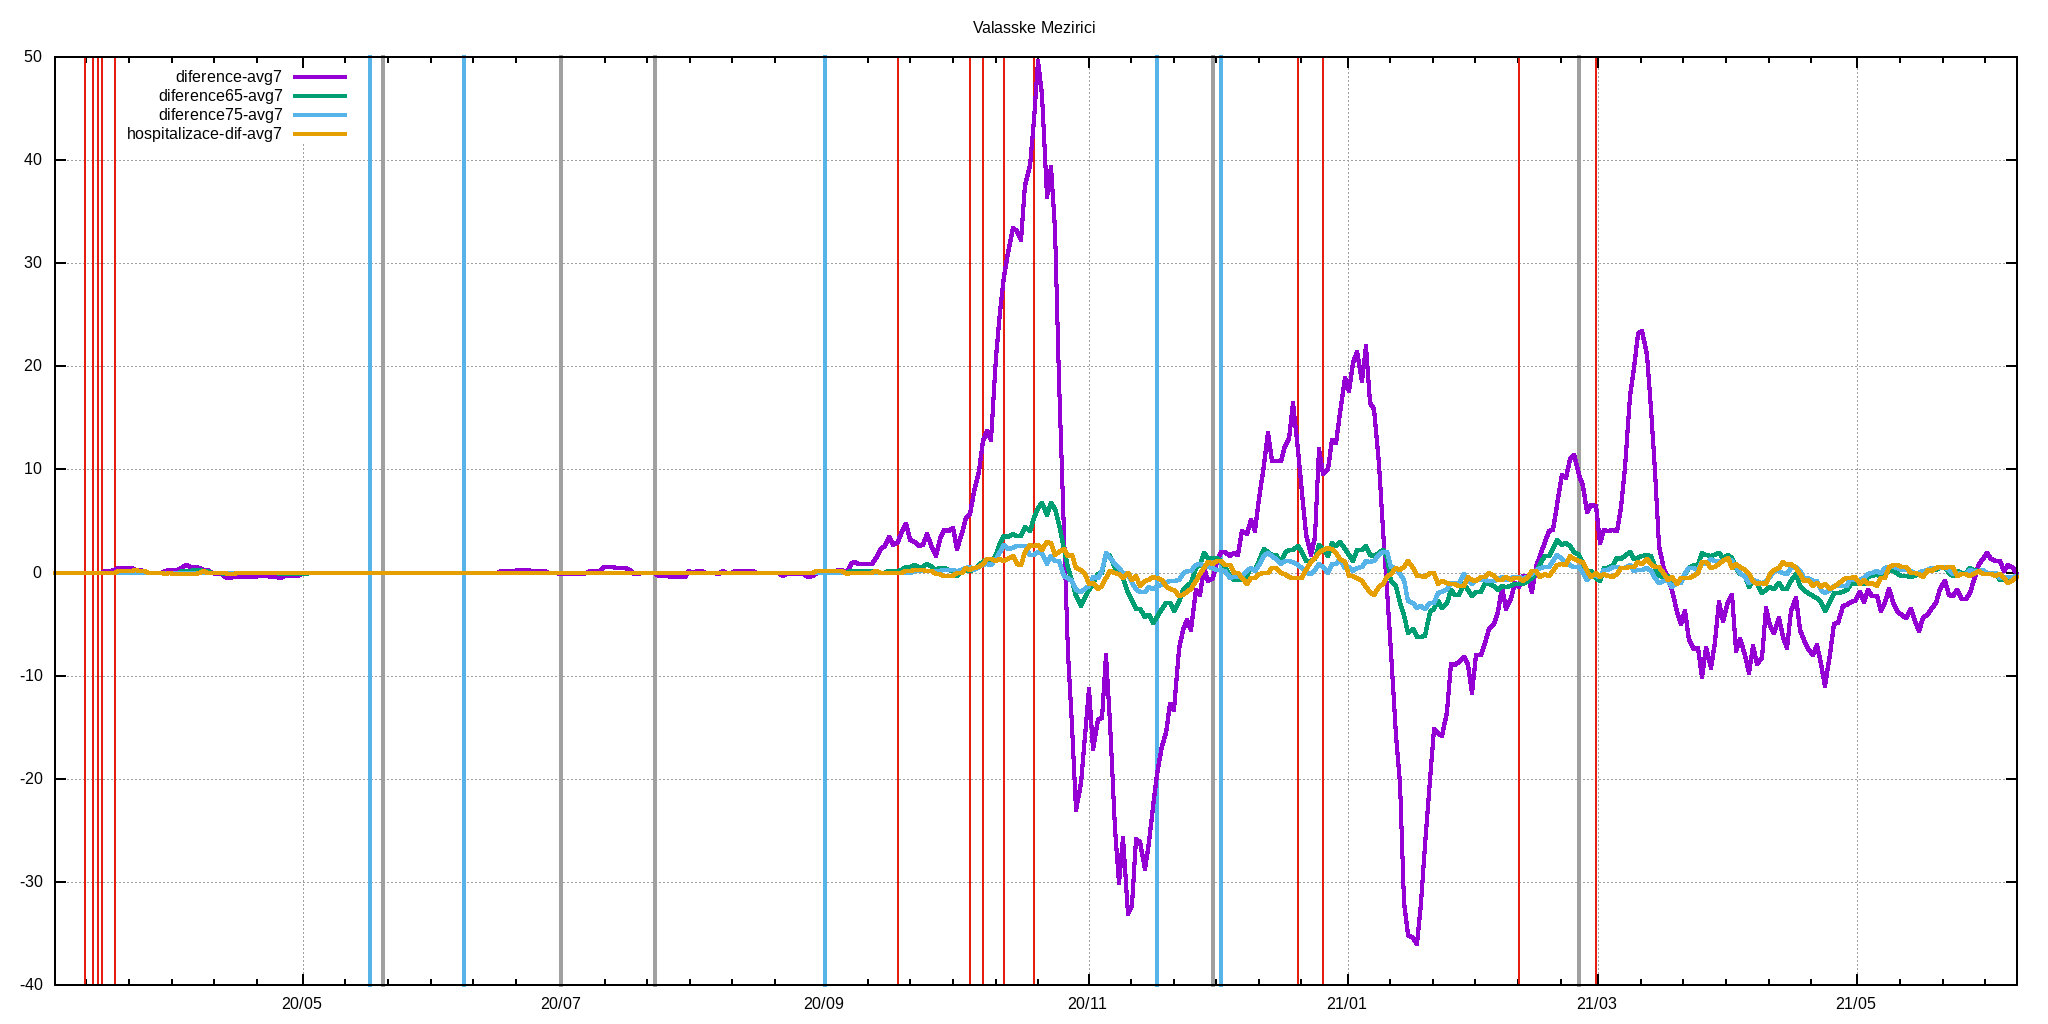 Valasske Mezirici
50
40
30
20
10
0
-10
-20
-30
-40
diference-avg7
diference65-avg7
diference75-avg7
hospitalizace-dif-avg7
20/05 20/07 20/09 20/11 21/01 21/03 21/05